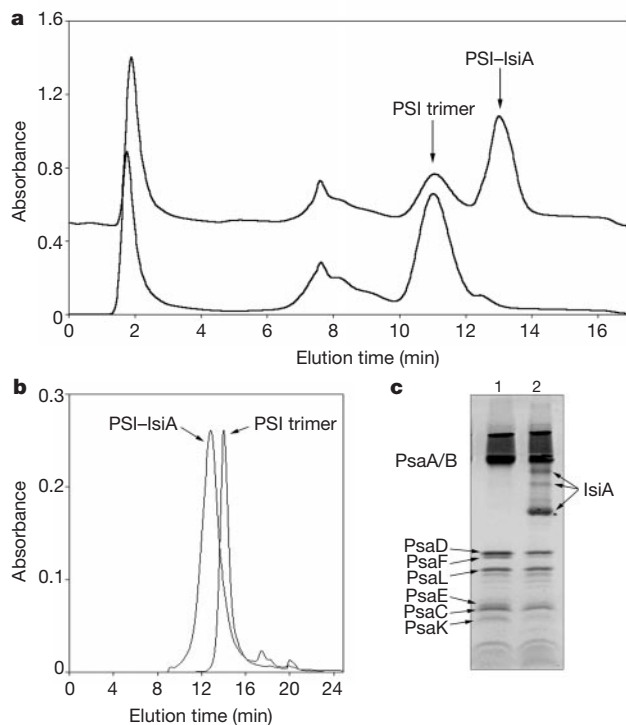 a
1.6
1.2
0.8
0.4
0
Absorbance
PSI–IsiA
PSI trimer
0 2 4 6 8 10 12 14 16
Elution time (min)
b
0.3
0.2
0.1
0
Absorbance
PSI–IsiA PSI trimer
0 4 8 12 16 20 24
Elution time (min)
c
1 2
PsaA/B
IsiA
PsaD
PsaF
PsaL
PsaE
PsaC
PsaK